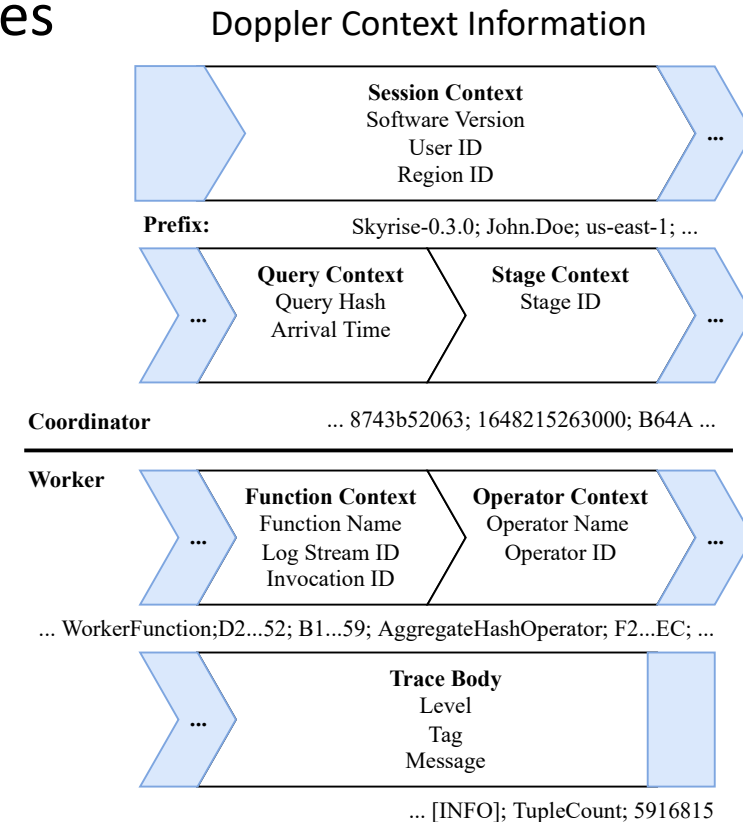 es
Doppler Context Information
Session Context
Software Version
User ID
Region ID
...
Prefix:
Skyrise-0.3.0; John.Doe; us-east-1; ...
...
Query Context
Query Hash
Arrival Time
Stage Context
Stage ID
...
Coordinator
... 8743b52063; 1648215263000; B64A ...
Worker
...
Function Context
Function Name
Log Stream ID
Invocation ID
Operator Context
Operator Name
Operator ID
...
... WorkerFunction;D2...52; B1...59; AggregateHashOperator; F2...EC; ...
...
Trace Body
Level
Tag
Message
... [INFO]; TupleCount; 5916815